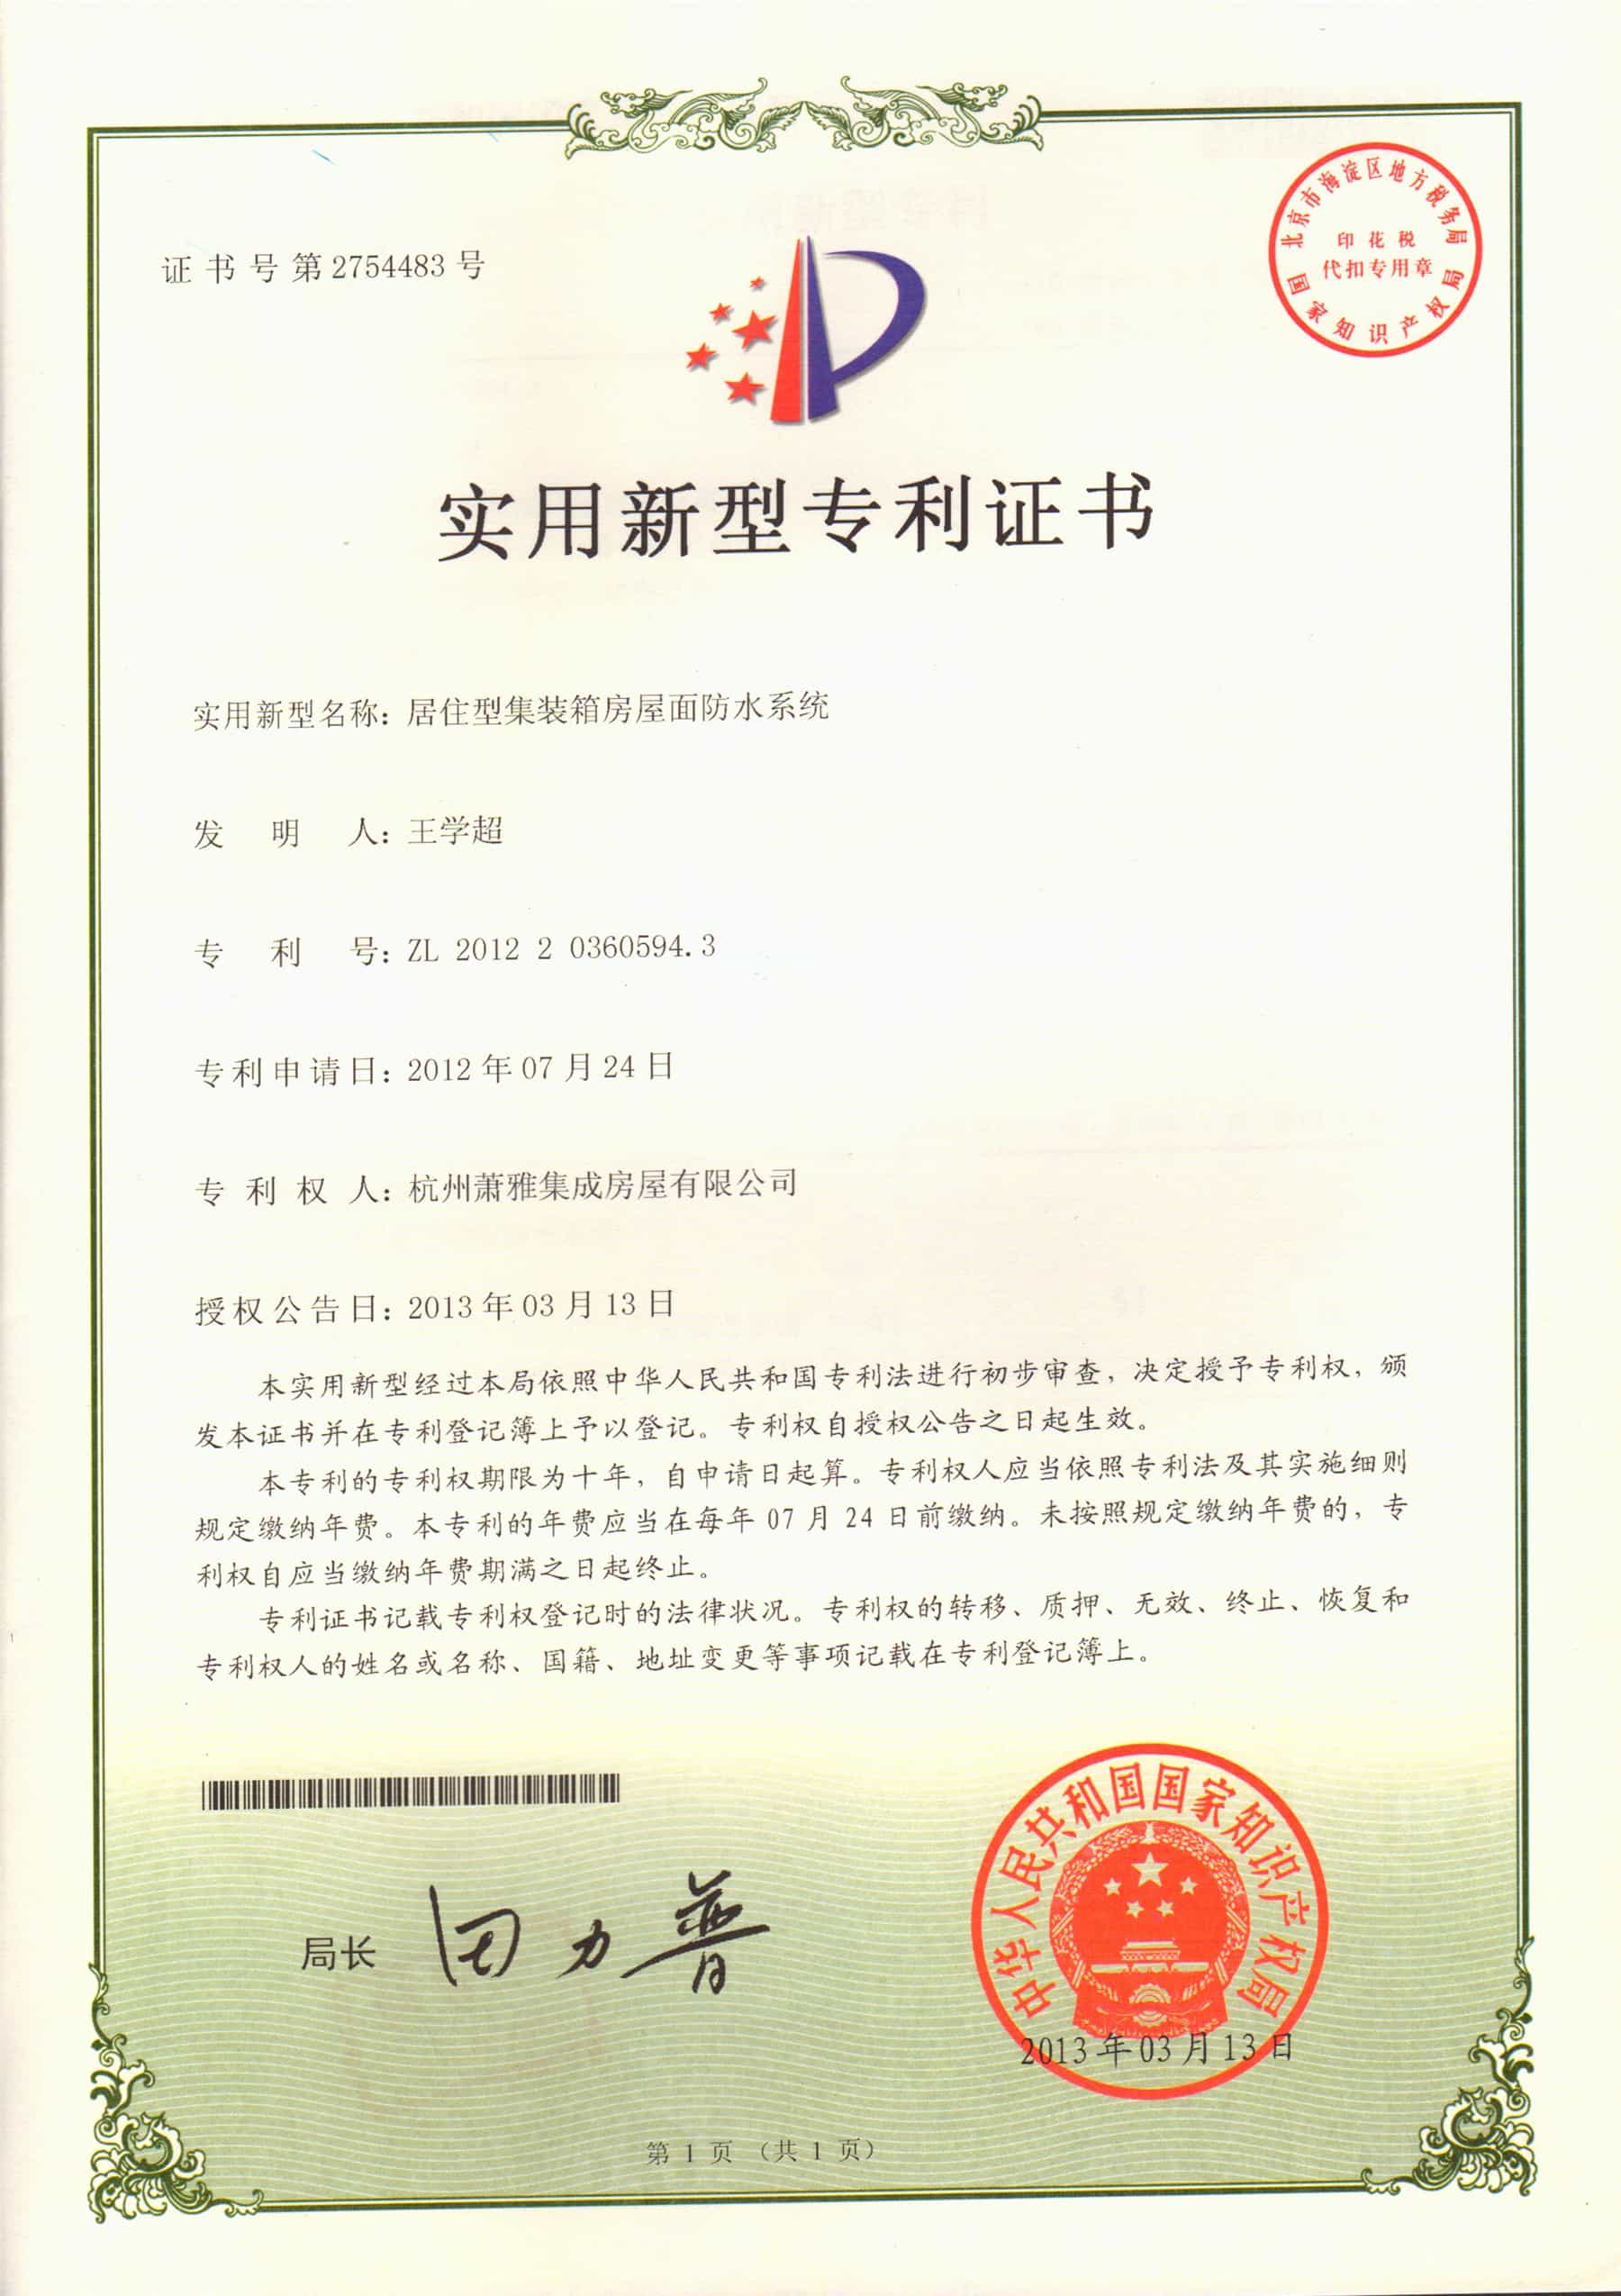 证书号第2754483号
北京市海淀区地方税务局
印花税
代扣专用章
国家知识产权局
实用新型专利证书
实用新型名称：居住型集装箱房屋面防水系统
发明人：王学超
专利号：ZL 2012 2 0360594.3
专利申请日：2012年07月24日
专利权人：杭州萧雅集成房屋有限公司
授权公告日：2013年03月13日
本实用新型经过本局依照中华人民共和国专利法进行初步审查，决定授予专利权，颁
发本证书并在专利登记簿上予以登记。专利权自授权公告之日起生效。
本专利的专利权期限为十年，自申请日起算。专利权人应当依照专利法及其实施细则
规定缴纳年费。本专利的年费应当在每年07月24日前缴纳。未按照规定缴纳年费的，专
利权自应当缴纳年费期满之日起终止。
专利证书记载专利权登记时的法律状况。专利权的转移、质押、无效、终止、恢复和
专利权人的姓名或名称、国籍、地址变更等事项记载在专利登记簿上。
局长 田力普
中华人民共和国国家知识产权局
2013年03月13日
第1页（共1页）